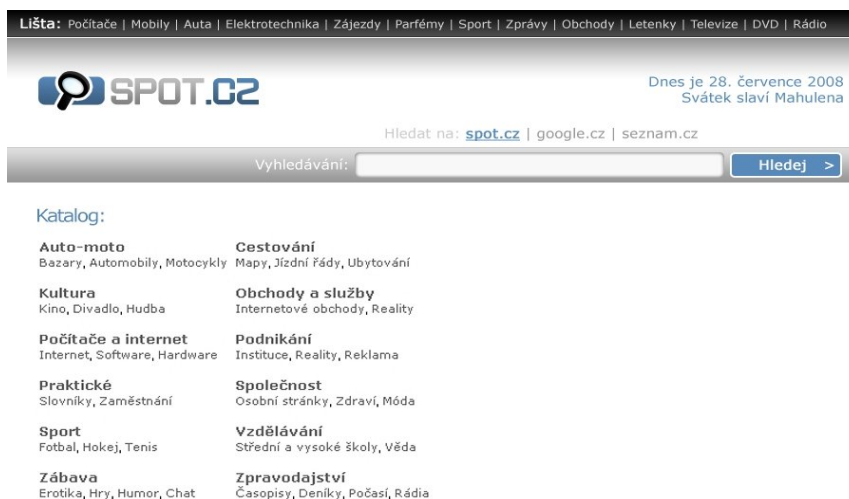 Lišta: Počítače | Mobily | Auta | Elektrotechnika | Zájezdy | Parfémy | Sport | Zprávy | Obchody | Letenky | Televize | DVD | Rádio
SPOT.CZ
Dnes je 28. července 2008
Svátek slaví Mahulena
Hledat na: spot.cz | google.cz | seznam.cz
Vyhledávání: Hledej >
Katalog:
Auto-moto
Bazary, Automobily, Motocykly
Cestování
Mapy, Jízdní řády, Ubytování
Kultura
Kino, Divadlo, Hudba
Obchody a služby
Internetové obchody, Reality
Počítače a internet
Internet, Software, Hardware
Podnikání
Instituce, Reality, Reklama
Praktické
Slovníky, Zaměstnání
Společnost
Osobní stránky, Zdraví, Móda
Sport
Fotbal, Hokej, Tenis
Vzdělávání
Střední a vysoké školy, Věda
Zábava
Erotika, Hry, Humor, Chat
Zpravodajství
Časopisy, Deníky, Počasí, Rádia